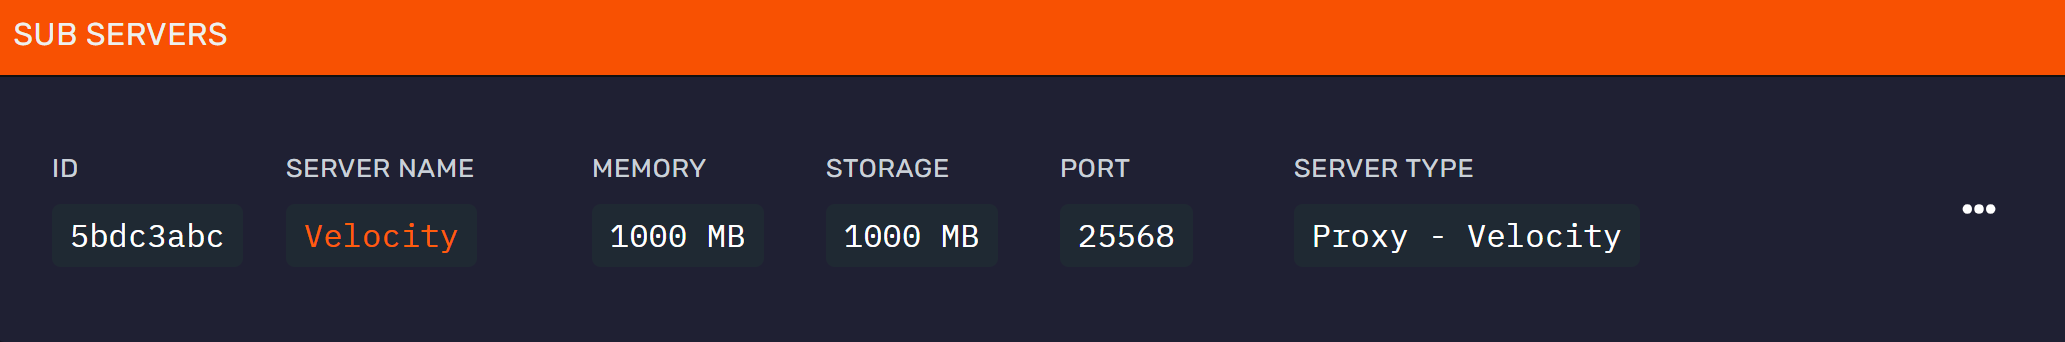 SUB SERVERS
ID SERVER NAME MEMORY STORAGE PORT SERVER TYPE
5bdc3abc Velocity 1000 MB 1000 MB 25568 Proxy - Velocity